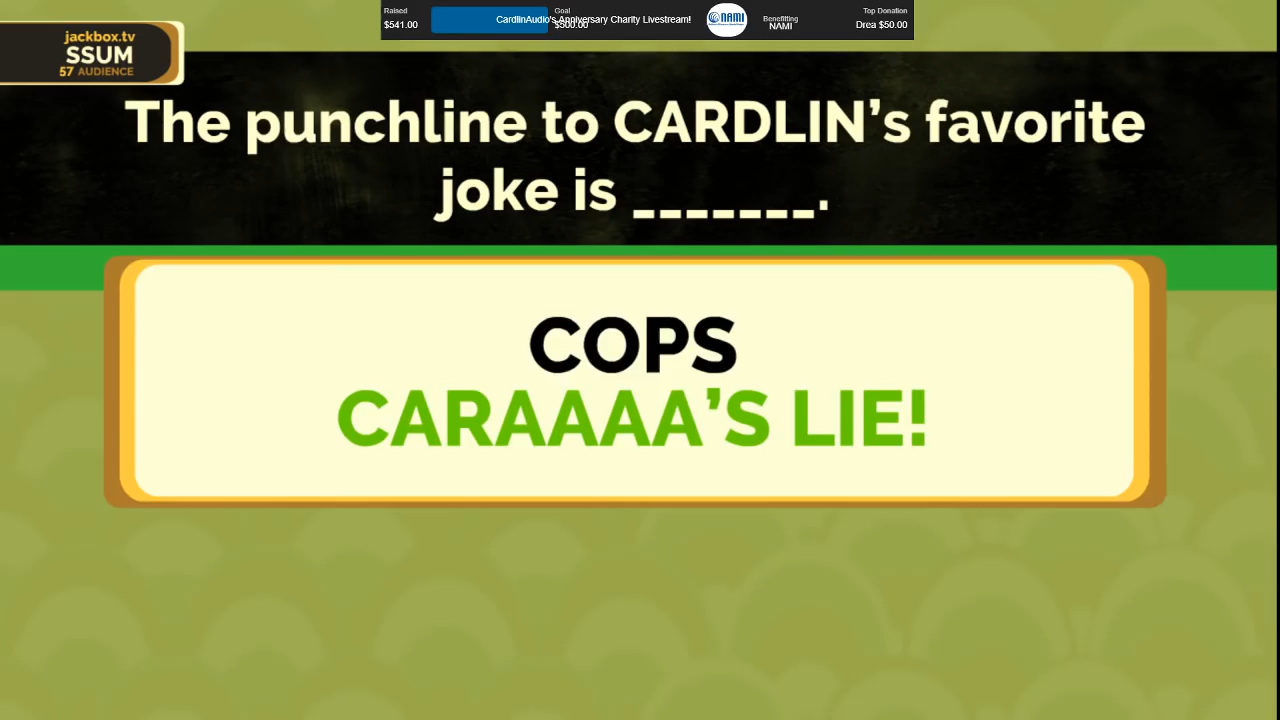 Raised
$541.00
CardlinAudio's Anniversary Charity Livestream!
Goal
$500.00
nami
Benefitting
NAMI
Top Donation
Drea $50.00
jackbox.tv
SSUM
57 AUDIENCE
The punchline to CARDLIN’s favorite
joke is _______.
COPS
CARAAAA’S LIE!